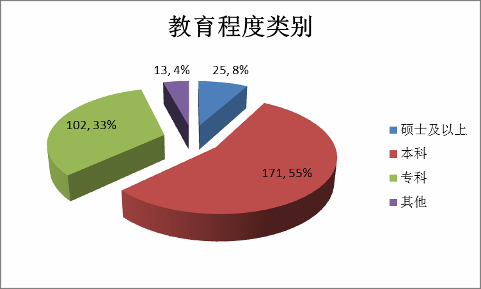 教育程度类别
13, 4%
25, 8%
102, 33%
171, 55%
硕士及以上
本科
专科
其他